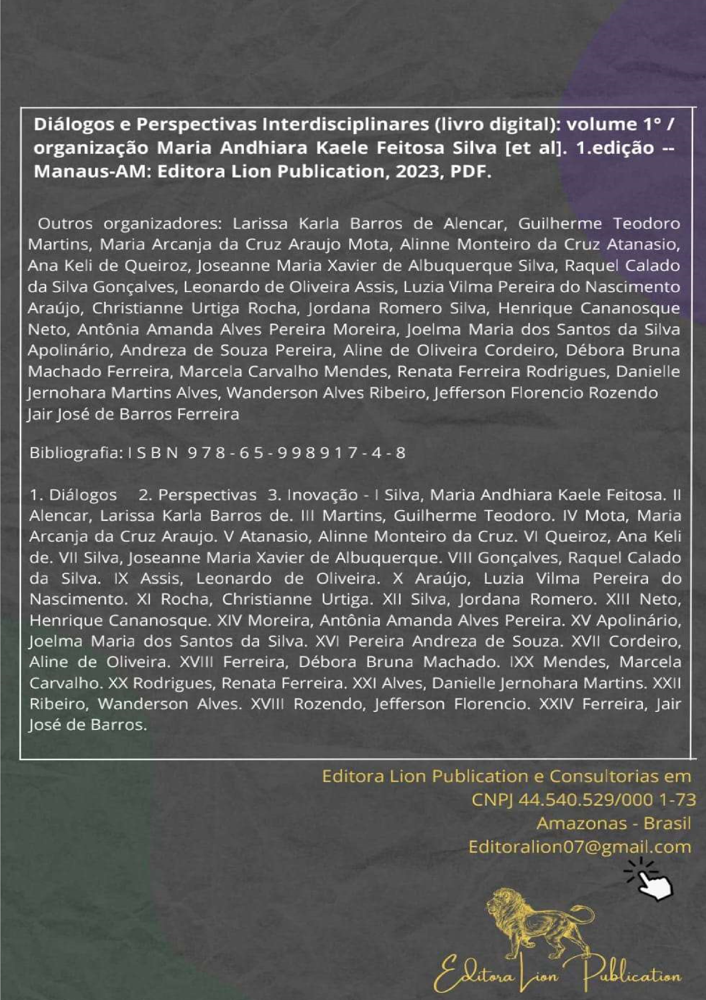 Diálogos e Perspectivas Interdisciplinares (livro digital): volume 1º /
organização Maria Andhiara Kaele Feitosa Silva [et al]. 1.edição --
Manaus-AM: Editora Lion Publication, 2023, PDF.
Outros organizadores: Larissa Karla Barros de Alencar, Guilherme Teodoro
Martins, Maria Arcanja da Cruz Araujo Mota, Alinne Monteiro da Cruz Atanasio,
Ana Keli de Queiroz, Joseanne Maria Xavier de Albuquerque Silva, Raquel Calado
da Silva Gonçalves, Leonardo de Oliveira Assis, Luzia Vilma Pereira do Nascimento
Araújo, Christianne Urtiga Rocha, Jordana Romero Silva, Henrique Cananosque
Neto, Antônia Amanda Alves Pereira Moreira, Joelma Maria dos Santos da Silva
Apolinário, Andreza de Souza Pereira, Aline de Oliveira Cordeiro, Débora Bruna
Machado Ferreira, Marcela Carvalho Mendes, Renata Ferreira Rodrigues, Danielle
Jernohara Martins Alves, Wanderson Alves Ribeiro, Jefferson Florencio Rozendo
Jair José de Barros Ferreira
Bibliografia: I S B N 9 7 8 - 6 5 - 9 9 8 9 1 7 - 4 - 8
1. Diálogos 2. Perspectivas 3. Inovação - I Silva, Maria Andhiara Kaele Feitosa. II
Alencar, Larissa Karla Barros de. III Martins, Guilherme Teodoro. IV Mota, Maria
Arcanja da Cruz Araujo. V Atanasio, Alinne Monteiro da Cruz. VI Queiroz, Ana Keli
de. VII Silva, Joseanne Maria Xavier de Albuquerque. VIII Gonçalves, Raquel Calado
da Silva. IX Assis, Leonardo de Oliveira. X Araújo, Luzia Vilma Pereira do
Nascimento. XI Rocha, Christianne Urtiga. XII Silva, Jordana Romero. XIII Neto,
Henrique Cananosque. XIV Moreira, Antônia Amanda Alves Pereira. XV Apolinário,
Joelma Maria dos Santos da Silva. XVI Pereira Andreza de Souza. XVII Cordeiro,
Aline de Oliveira. XVIII Ferreira, Débora Bruna Machado. IXX Mendes, Marcela
Carvalho. XX Rodrigues, Renata Ferreira. XXI Alves, Danielle Jernohara Martins. XXII
Ribeiro, Wanderson Alves. XVIII Rozendo, Jefferson Florencio. XXIV Ferreira, Jair
José de Barros.
Editora Lion Publication e Consultorias em
CNPJ 44.540.529/000 1-73
Amazonas - Brasil
Editoralion07@gmail.com
Editora Lion Publication